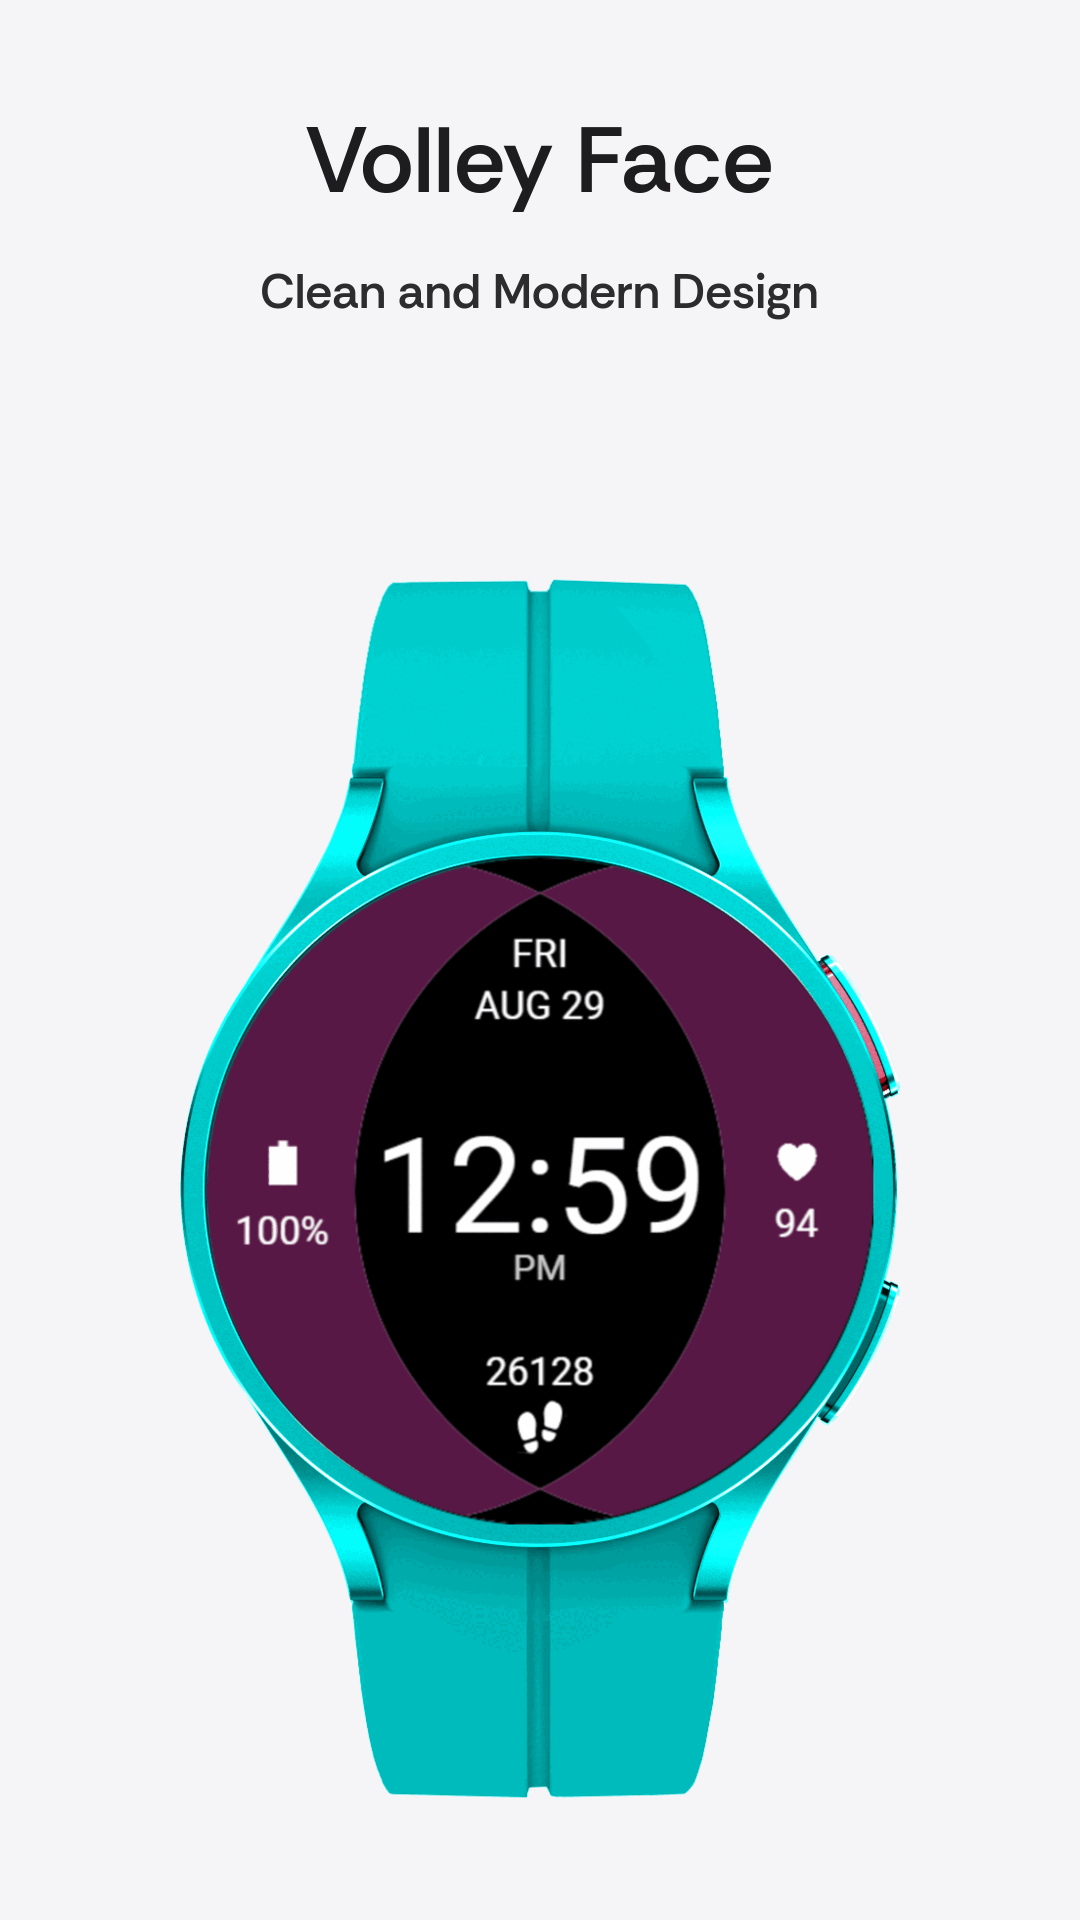 Volley Face
Clean and Modern Design
FRI
AUG 29
12:59
PM
100%
94
26128